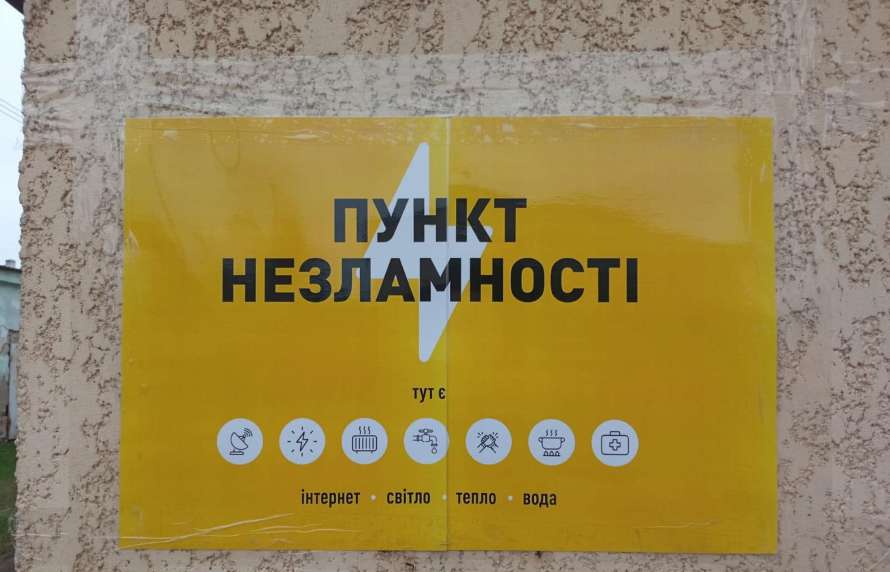 ПУНКТ
НЕЗЛАМНОСТІ
тут є
інтернет • світло • тепло • вода